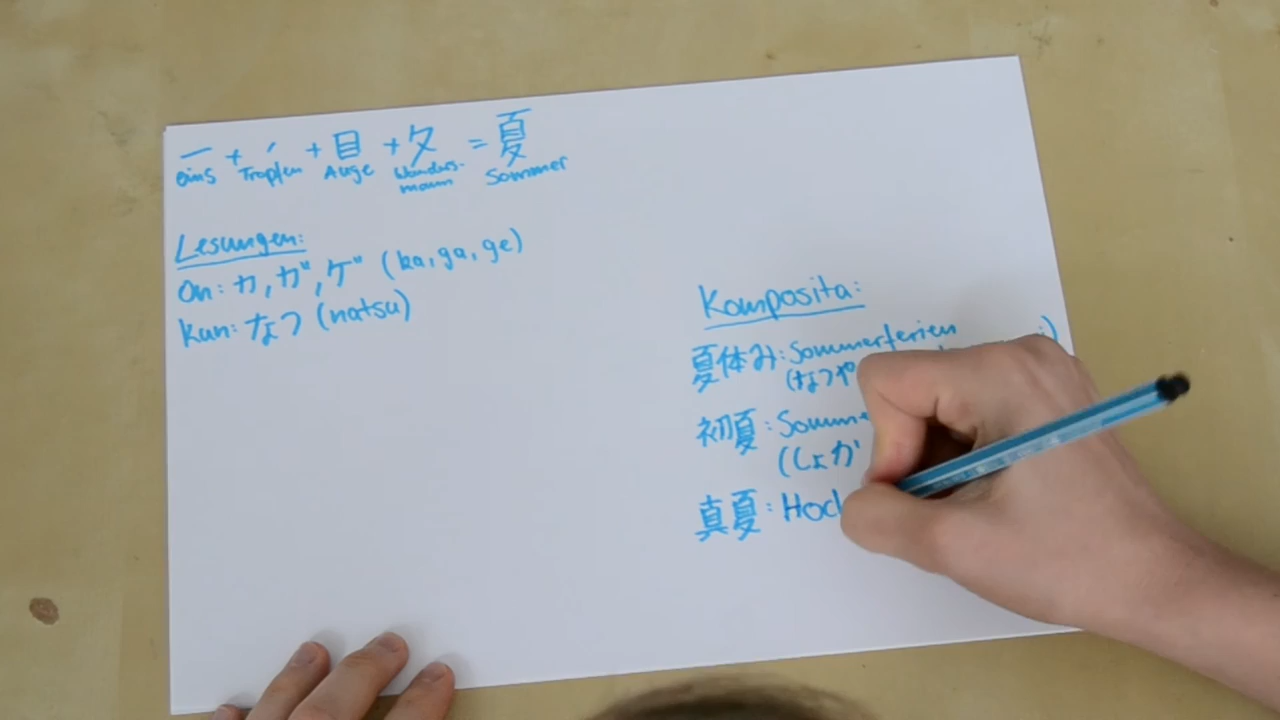 一 + ㇒ + 目 + 夂 = 夏
eins Tropfen Auge Wanders-mann Sommer
Lesungen:
On: カ, ガ, ゲ (ka, ga, ge)
kun: なつ (natsu)
Komposita:
夏休み: Sommerferien
(なつや
初夏: Somme
(しょか
真夏: Hoc